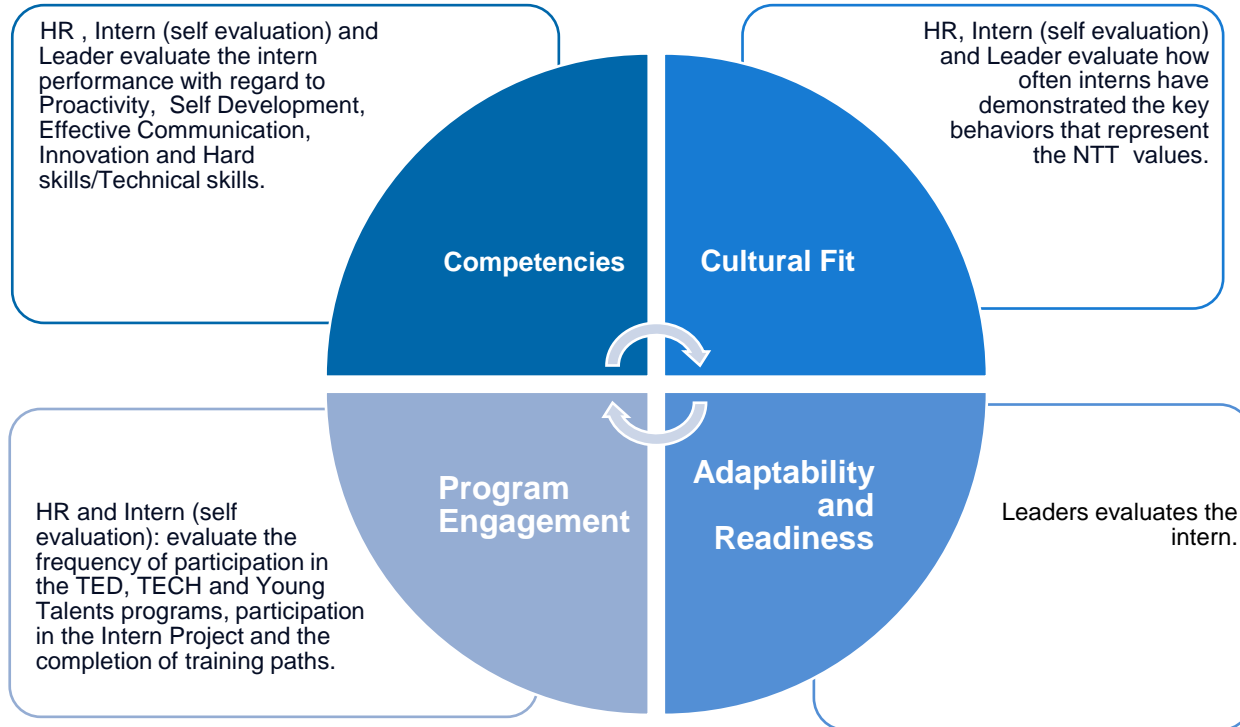 HR , Intern (self evaluation) and
Leader evaluate the intern
performance with regard to
Proactivity,  Self Development,
Effective Communication,
Innovation and Hard
skills/Technical skills.
HR, Intern (self evaluation)
and Leader evaluate how
often interns have
demonstrated the key
behaviors that represent
the NTT  values.
Competencies
Cultural Fit
Program
Engagement
Adaptability
and
Readiness
HR and Intern (self
evaluation): evaluate the
frequency of participation in
the TED, TECH and Young
Talents programs, participation
in the Intern Project and the
completion of training paths.
Leaders evaluates the
intern.